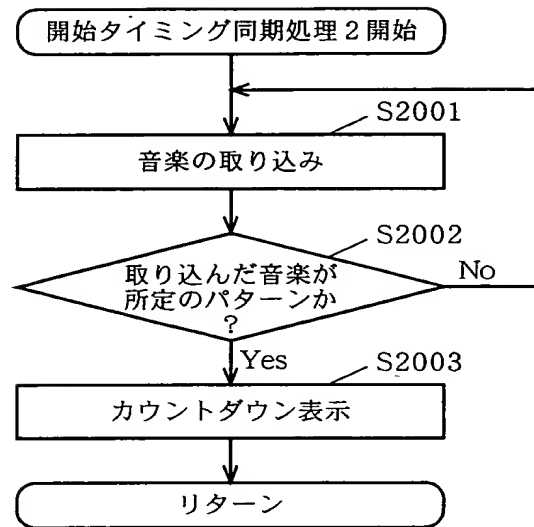 開始タイミング同期処理2開始
S2001
音楽の取り込み
S2002
取り込んだ音楽が
所定のパターンか
?
No
Yes
S2003
カウントダウン表示
リターン